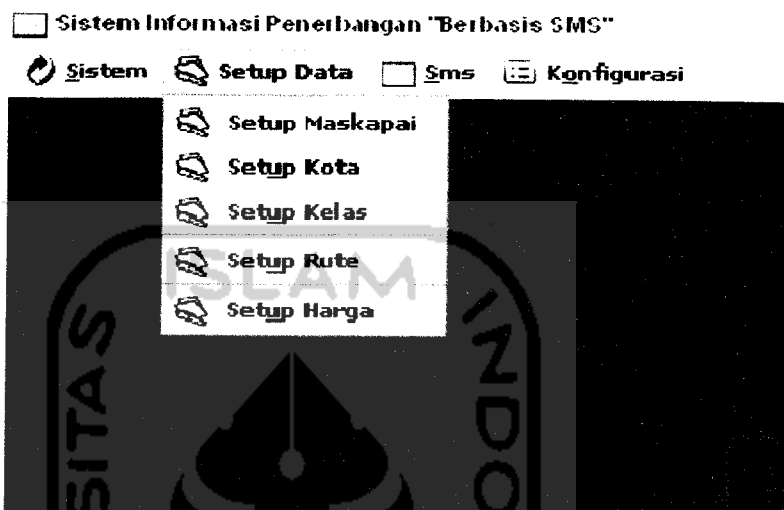 Sistem Informasi Penerbangan "Berbasis SMS"
Sistem Setup Data Sms Konfigurasi
Setup Maskapai
Setup Kota
Setup Kelas
Setup Rute
Setup Harga
ISLAM
SITAS
INDO